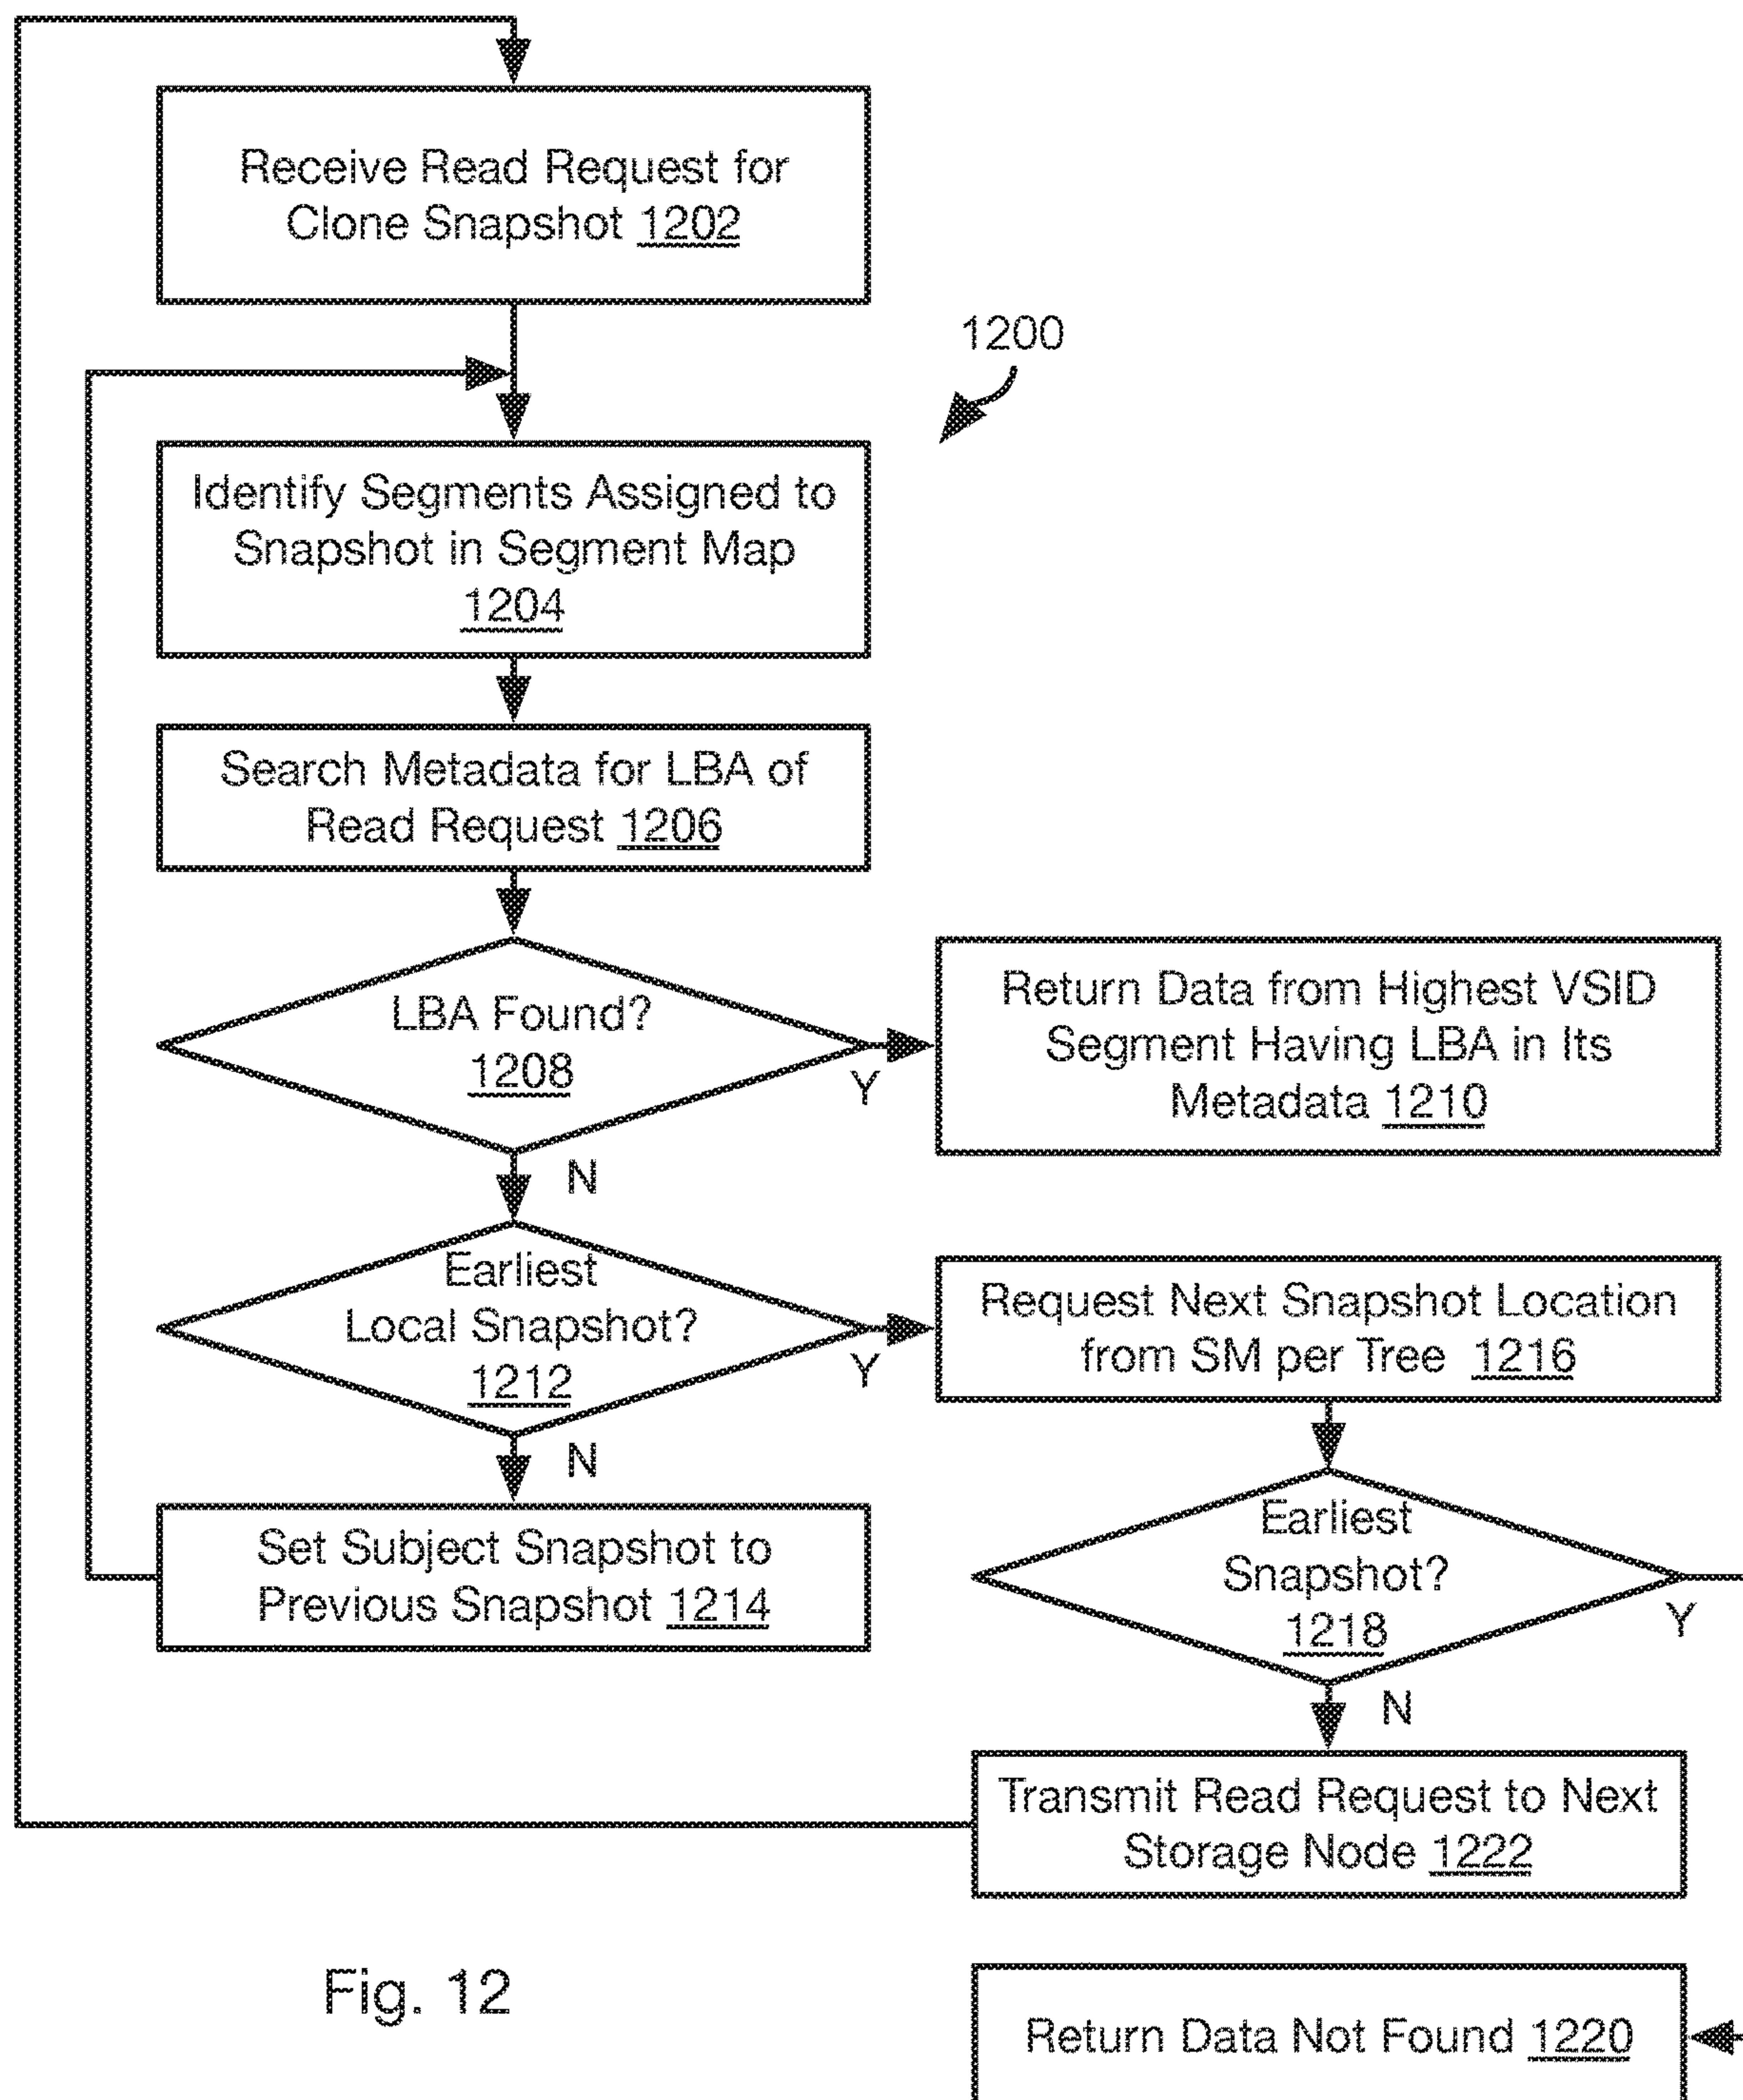 Receive Read Request for
Clone Snapshot 1202
1200
Identify Segments Assigned to
Snapshot in Segment Map
1204
Search Metadata for LBA of
Read Request 1206
LBA Found?
1208
Y
N
Return Data from Highest VSID
Segment Having LBA in Its
Metadata 1210
Earliest
Local Snapshot?
1212
Y
N
Request Next Snapshot Location
from SM per Tree 1216
Set Subject Snapshot to
Previous Snapshot 1214
Earliest
Snapshot?
1218
Y
N
Transmit Read Request to Next
Storage Node 1222
Fig. 12
Return Data Not Found 1220